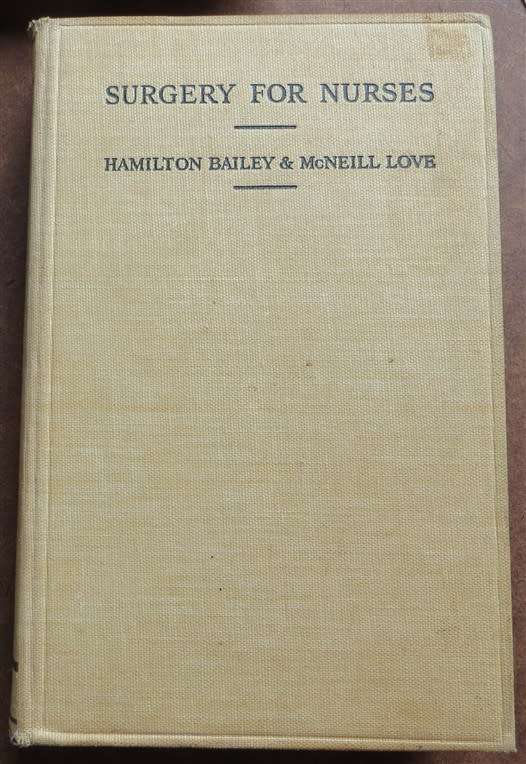 SURGERY FOR NURSES
HAMILTON BAILEY & McNEILL LOVE